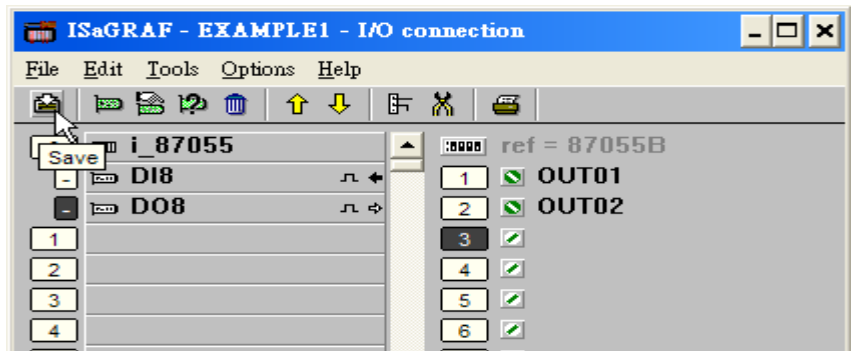 ISaGRAF - EXAMPLE1 - I/O connection
File Edit Tools Options Help
Save
i_87055
DI8
DO8
1
2
3
4
ref = 87055B
1 OUT01
2 OUT02
3
4
5
6